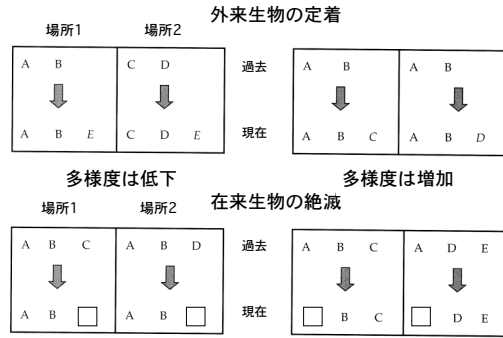 外来生物の定着
場所1 場所2
A B C D 過去 A B A B
A B E C D E 現在 A B C A B D
多様度は低下 多様度は増加
在来生物の絶滅
場所1 場所2
A B C A B D 過去 A B C A D E
A B A B 現在 B C D E